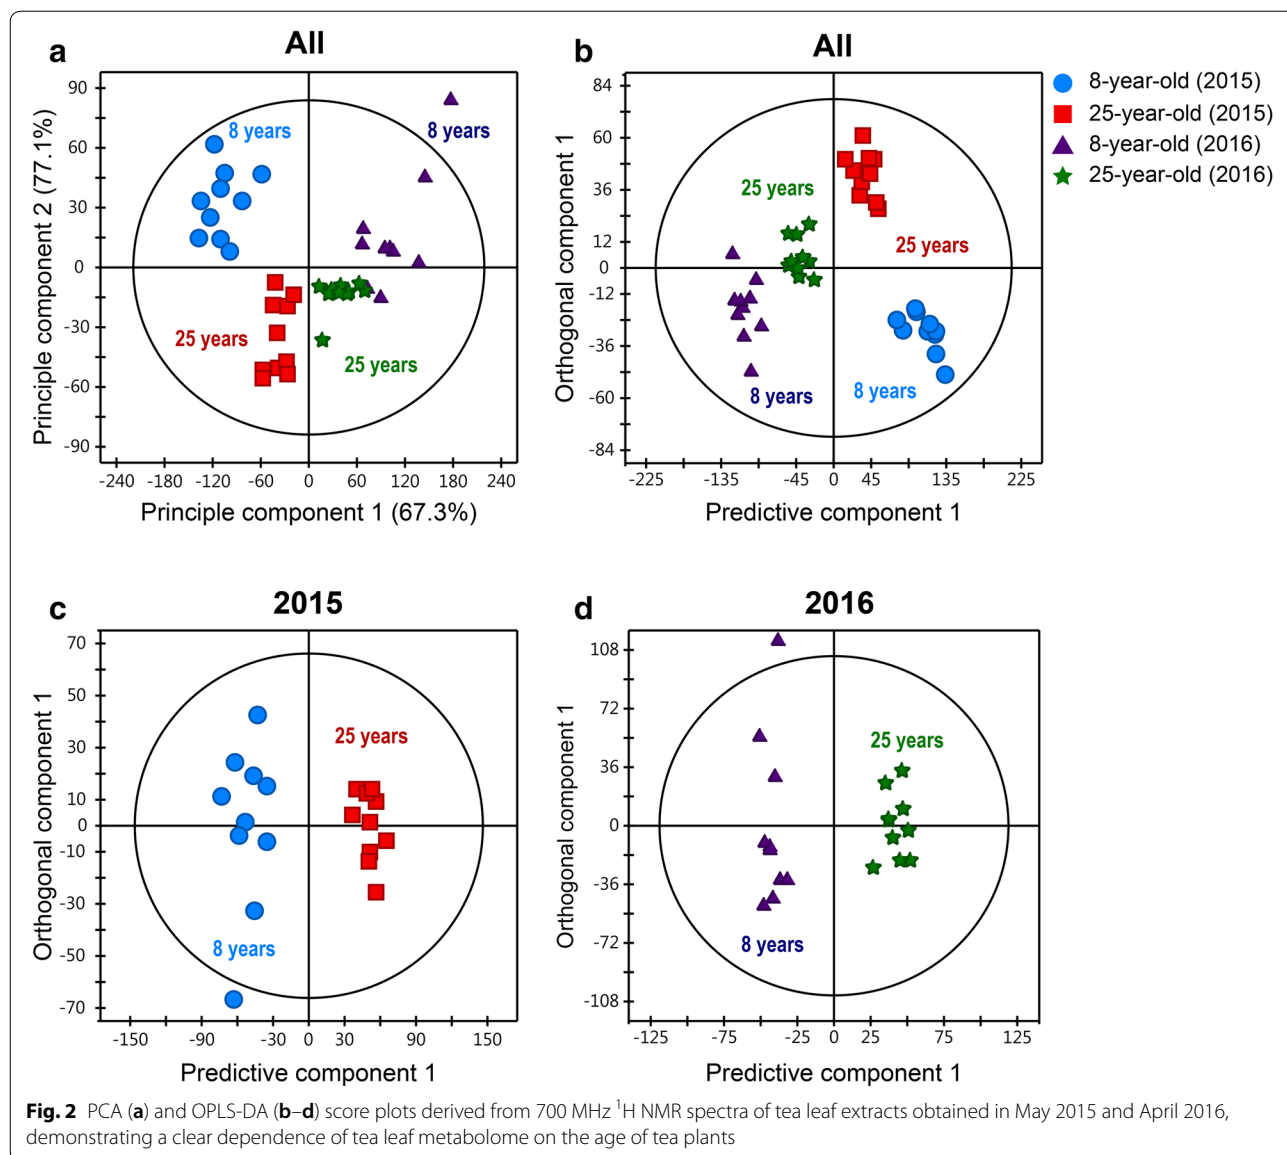 a
All
90
60
30
0
-30
-60
-90
-240 -180 -120 -60 0 60 120 180 240
Principle component 2 (77.1%)
Principle component 1 (67.3%)
8 years
8 years
25 years
25 years
b
All
84
60
36
12
0
-12
-36
-60
-84
-225 -135 -45 0 45 135 225
Orthogonal component 1
Predictive component 1
25 years
25 years
8 years
8 years
8-year-old (2015)
25-year-old (2015)
8-year-old (2016)
25-year-old (2016)
c
2015
70
50
30
10
0
-10
-30
-50
-70
-150 -90 -30 0 30 90 150
Orthogonal component 1
Predictive component 1
25 years
8 years
d
2016
108
72
36
0
-36
-72
-108
-125 -75 -25 0 25 75 125
Orthogonal component 1
Predictive component 1
25 years
8 years
Fig. 2 PCA (a) and OPLS-DA (b–d) score plots derived from 700 MHz ¹H NMR spectra of tea leaf extracts obtained in May 2015 and April 2016,
demonstrating a clear dependence of tea leaf metabolome on the age of tea plants